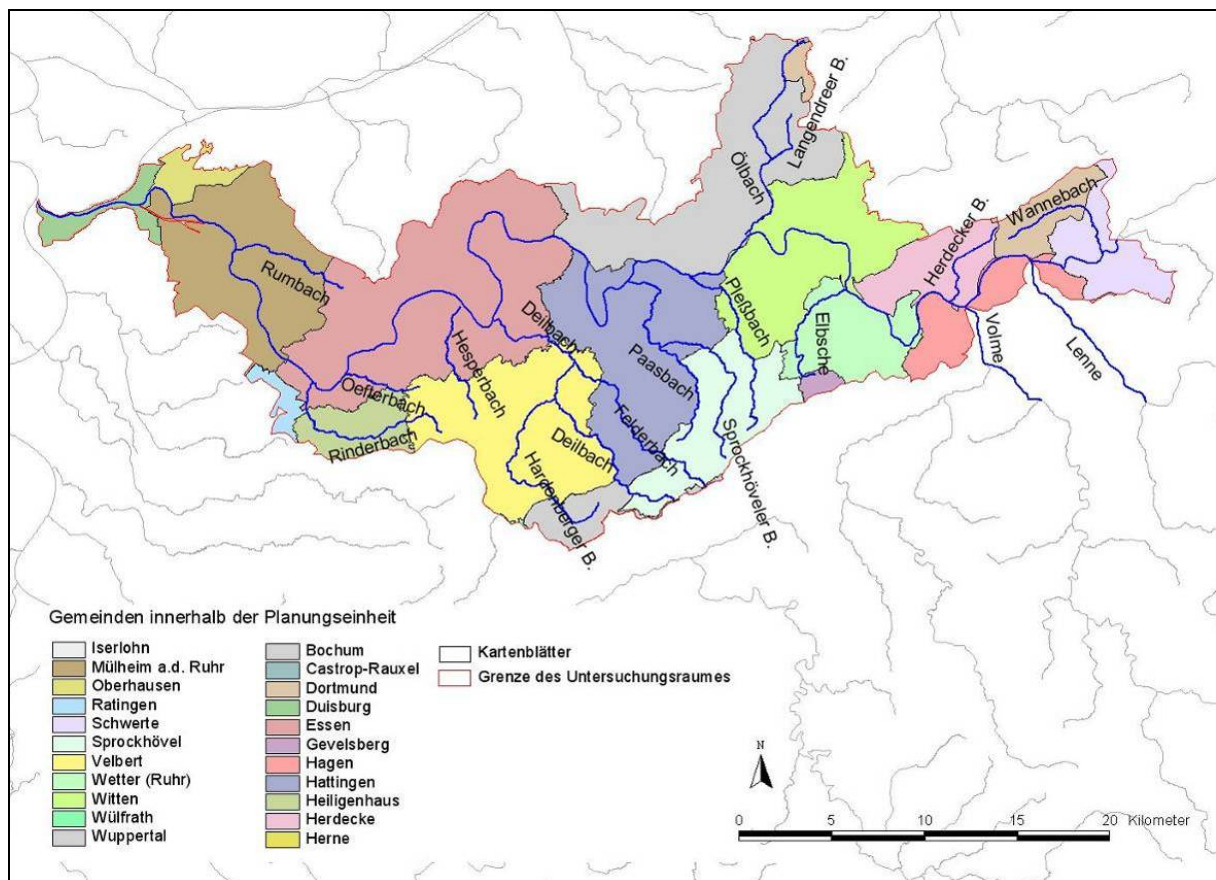 Langendreer B.
Ölbach
Wannebach
Herdecker B.
Rumbach
Pleßbach
Elbsche
Volme
Lenne
Deilbach
Hesperbach
Paasbach
Oefterbach
Felderbach
Rinderbach
Deilbach
Sprockhöveler B.
Hardenberger B.
Gemeinden innerhalb der Planungseinheit
Iserlohn
Mülheim a.d. Ruhr
Oberhausen
Ratingen
Schwerte
Sprockhövel
Velbert
Wetter (Ruhr)
Witten
Wülfrath
Wuppertal
Bochum
Castrop-Rauxel
Dortmund
Duisburg
Essen
Gevelsberg
Hagen
Hattingen
Heiligenhaus
Herdecke
Herne
Kartenblätter
Grenze des Untersuchungsraumes
N
0 5 10 15 20 Kilometer